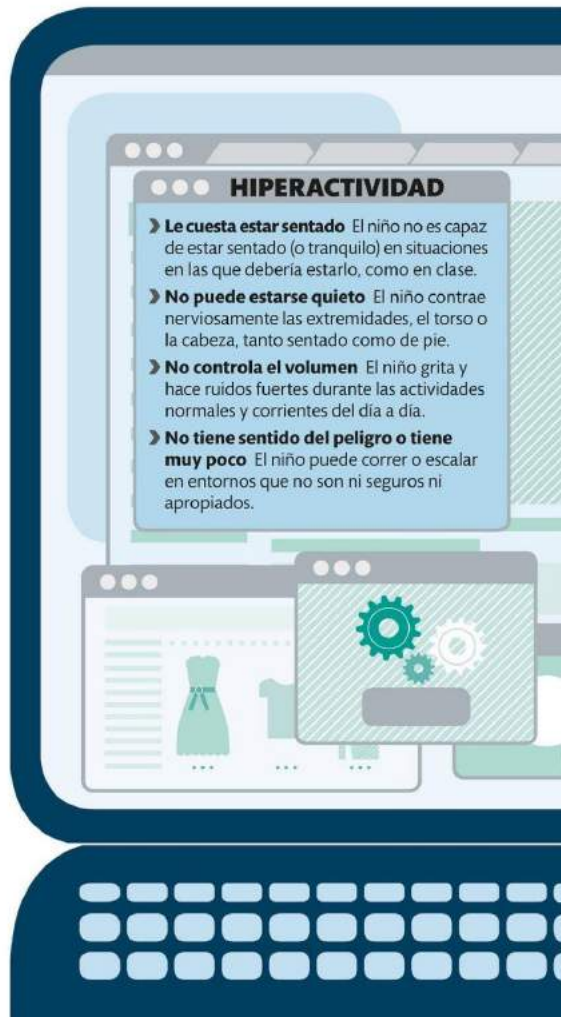 HIPERACTIVIDAD
❯ Le cuesta estar sentado El niño no es capaz
de estar sentado (o tranquilo) en situaciones
en las que debería estarlo, como en clase.
❯ No puede estarse quieto El niño contrae
nerviosamente las extremidades, el torso o
la cabeza, tanto sentado como de pie.
❯ No controla el volumen El niño grita y
hace ruidos fuertes durante las actividades
normales y corrientes del día a día.
❯ No tiene sentido del peligro o tiene
muy poco El niño puede correr o escalar
en entornos que no son ni seguros ni
apropiados.